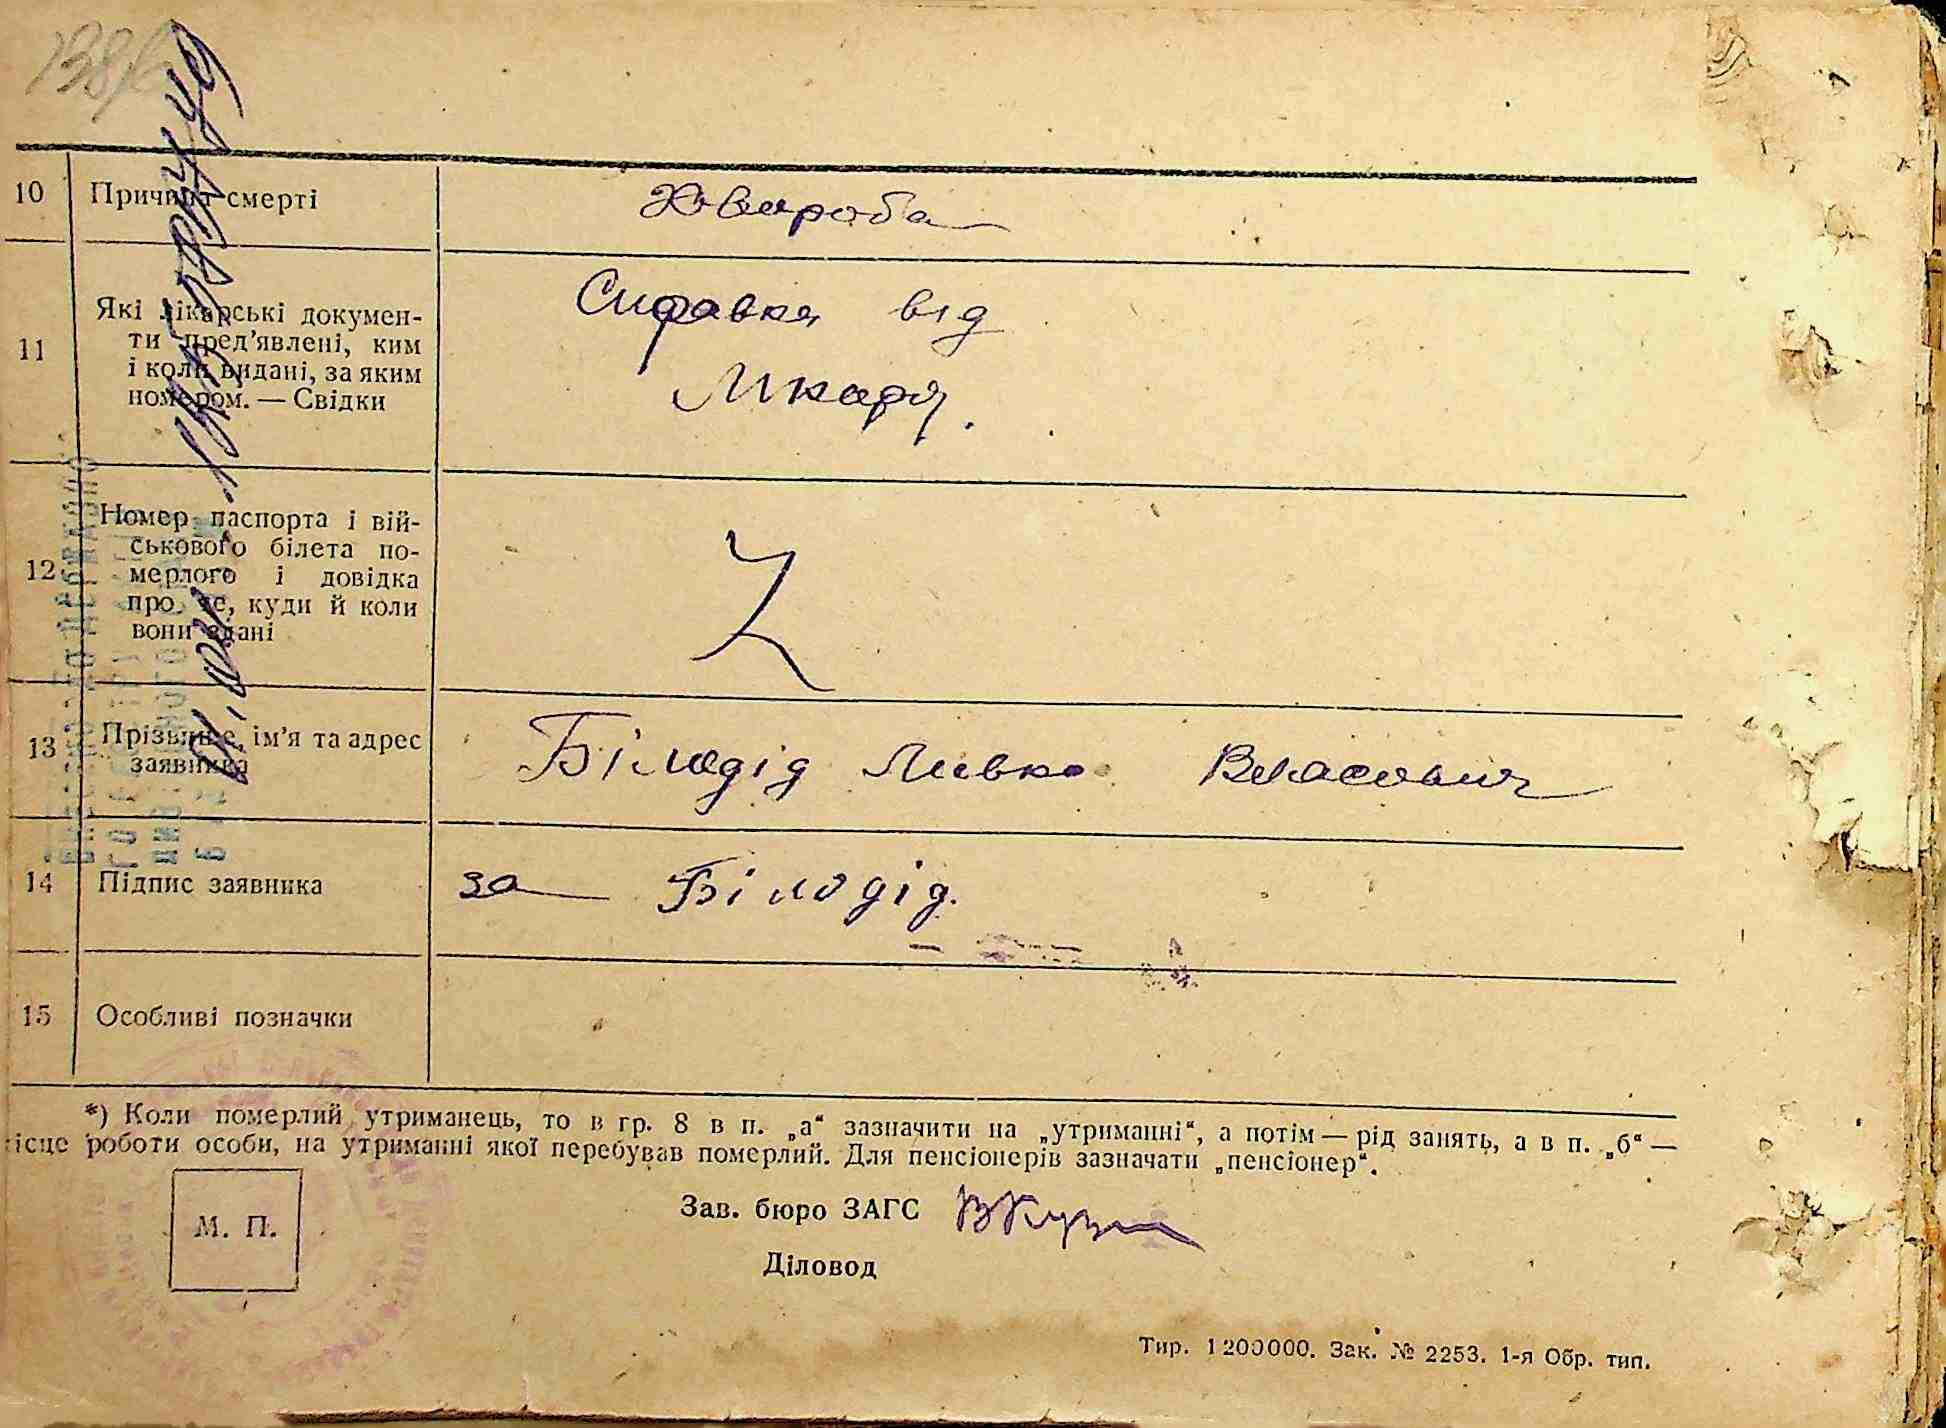 10 Причина смерті
Хвороба
11 Які лікарські докумен-
ти пред'явлені, ким
і коли видані, за яким
номером. — Свідки
Справка від
Лікаря.
12 Номер паспорта і вій-
ськового білета по-
мерлого і довідка
про те, куди й коли
вони здані
Z
13 Прізвище, ім'я та адрес
заявника
Білодід Левко Власович
14 Підпис заявника
за Білодід.
15 Особливі позначки
*) Коли померлий утриманець, то в гр. 8 в п. „а“ зазначити на „утриманні“, а потім — рід занять, а в п. „б“ —
місце роботи особи, на утриманні якої перебував померлий. Для пенсіонерів зазначати „пенсіонер“.
М. П.
Зав. бюро ЗАГС
Діловод
Тир. 1200000. Зак. № 2253. 1-я Обр. тип.